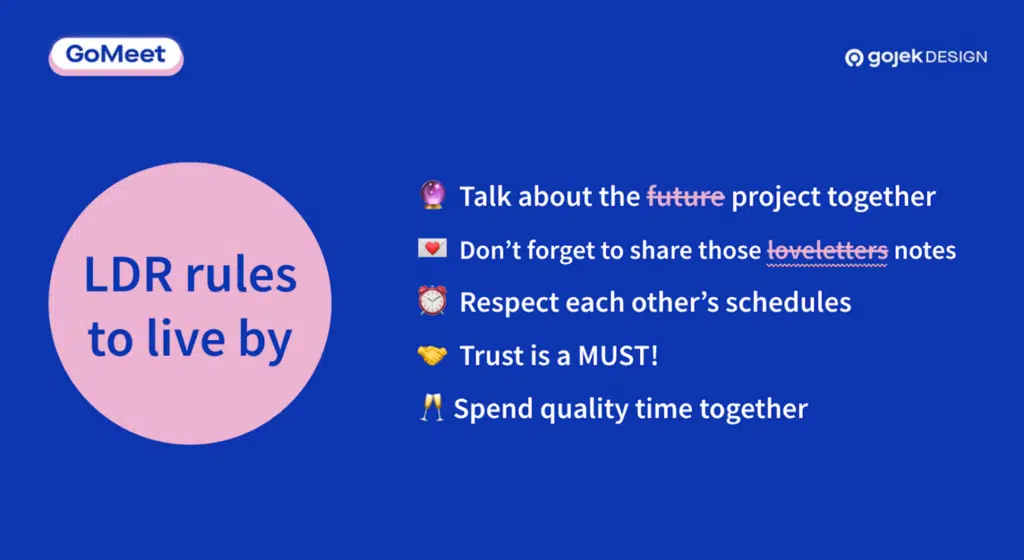 GoMeet
gojek DESIGN
LDR rules
to live by
Talk about the future project together
Don’t forget to share those loveletters notes
Respect each other’s schedules
Trust is a MUST!
Spend quality time together